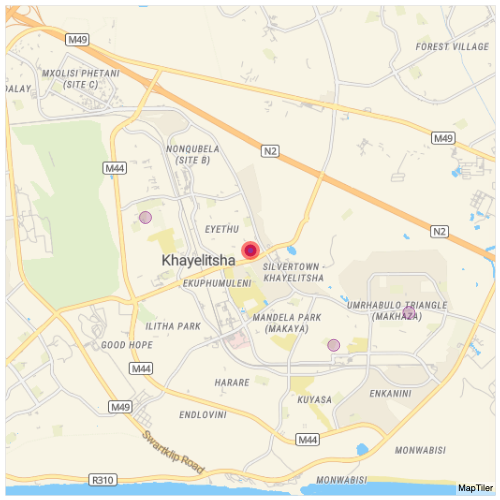 M49
FOREST VILLAGE
MXOLISI PHETANI
(SITE C)
DALAY
M49
NONQUBELA
(SITE B)
N2
M44
EYETHU
N2
Khayelitsha
SILVERTOWN
KHAYELITSHA
EKUPHUMULENI
UMRHABULO TRIANGLE
(MAKHAZA)
MANDELA PARK
(MAKAYA)
ILITHA PARK
GOOD HOPE
M44
HARARE
ENKANINI
KUYASA
M49
ENDLOVINI
Swartklip Road
M44
MONWABISI
R310
MONWABISI
MapTiler